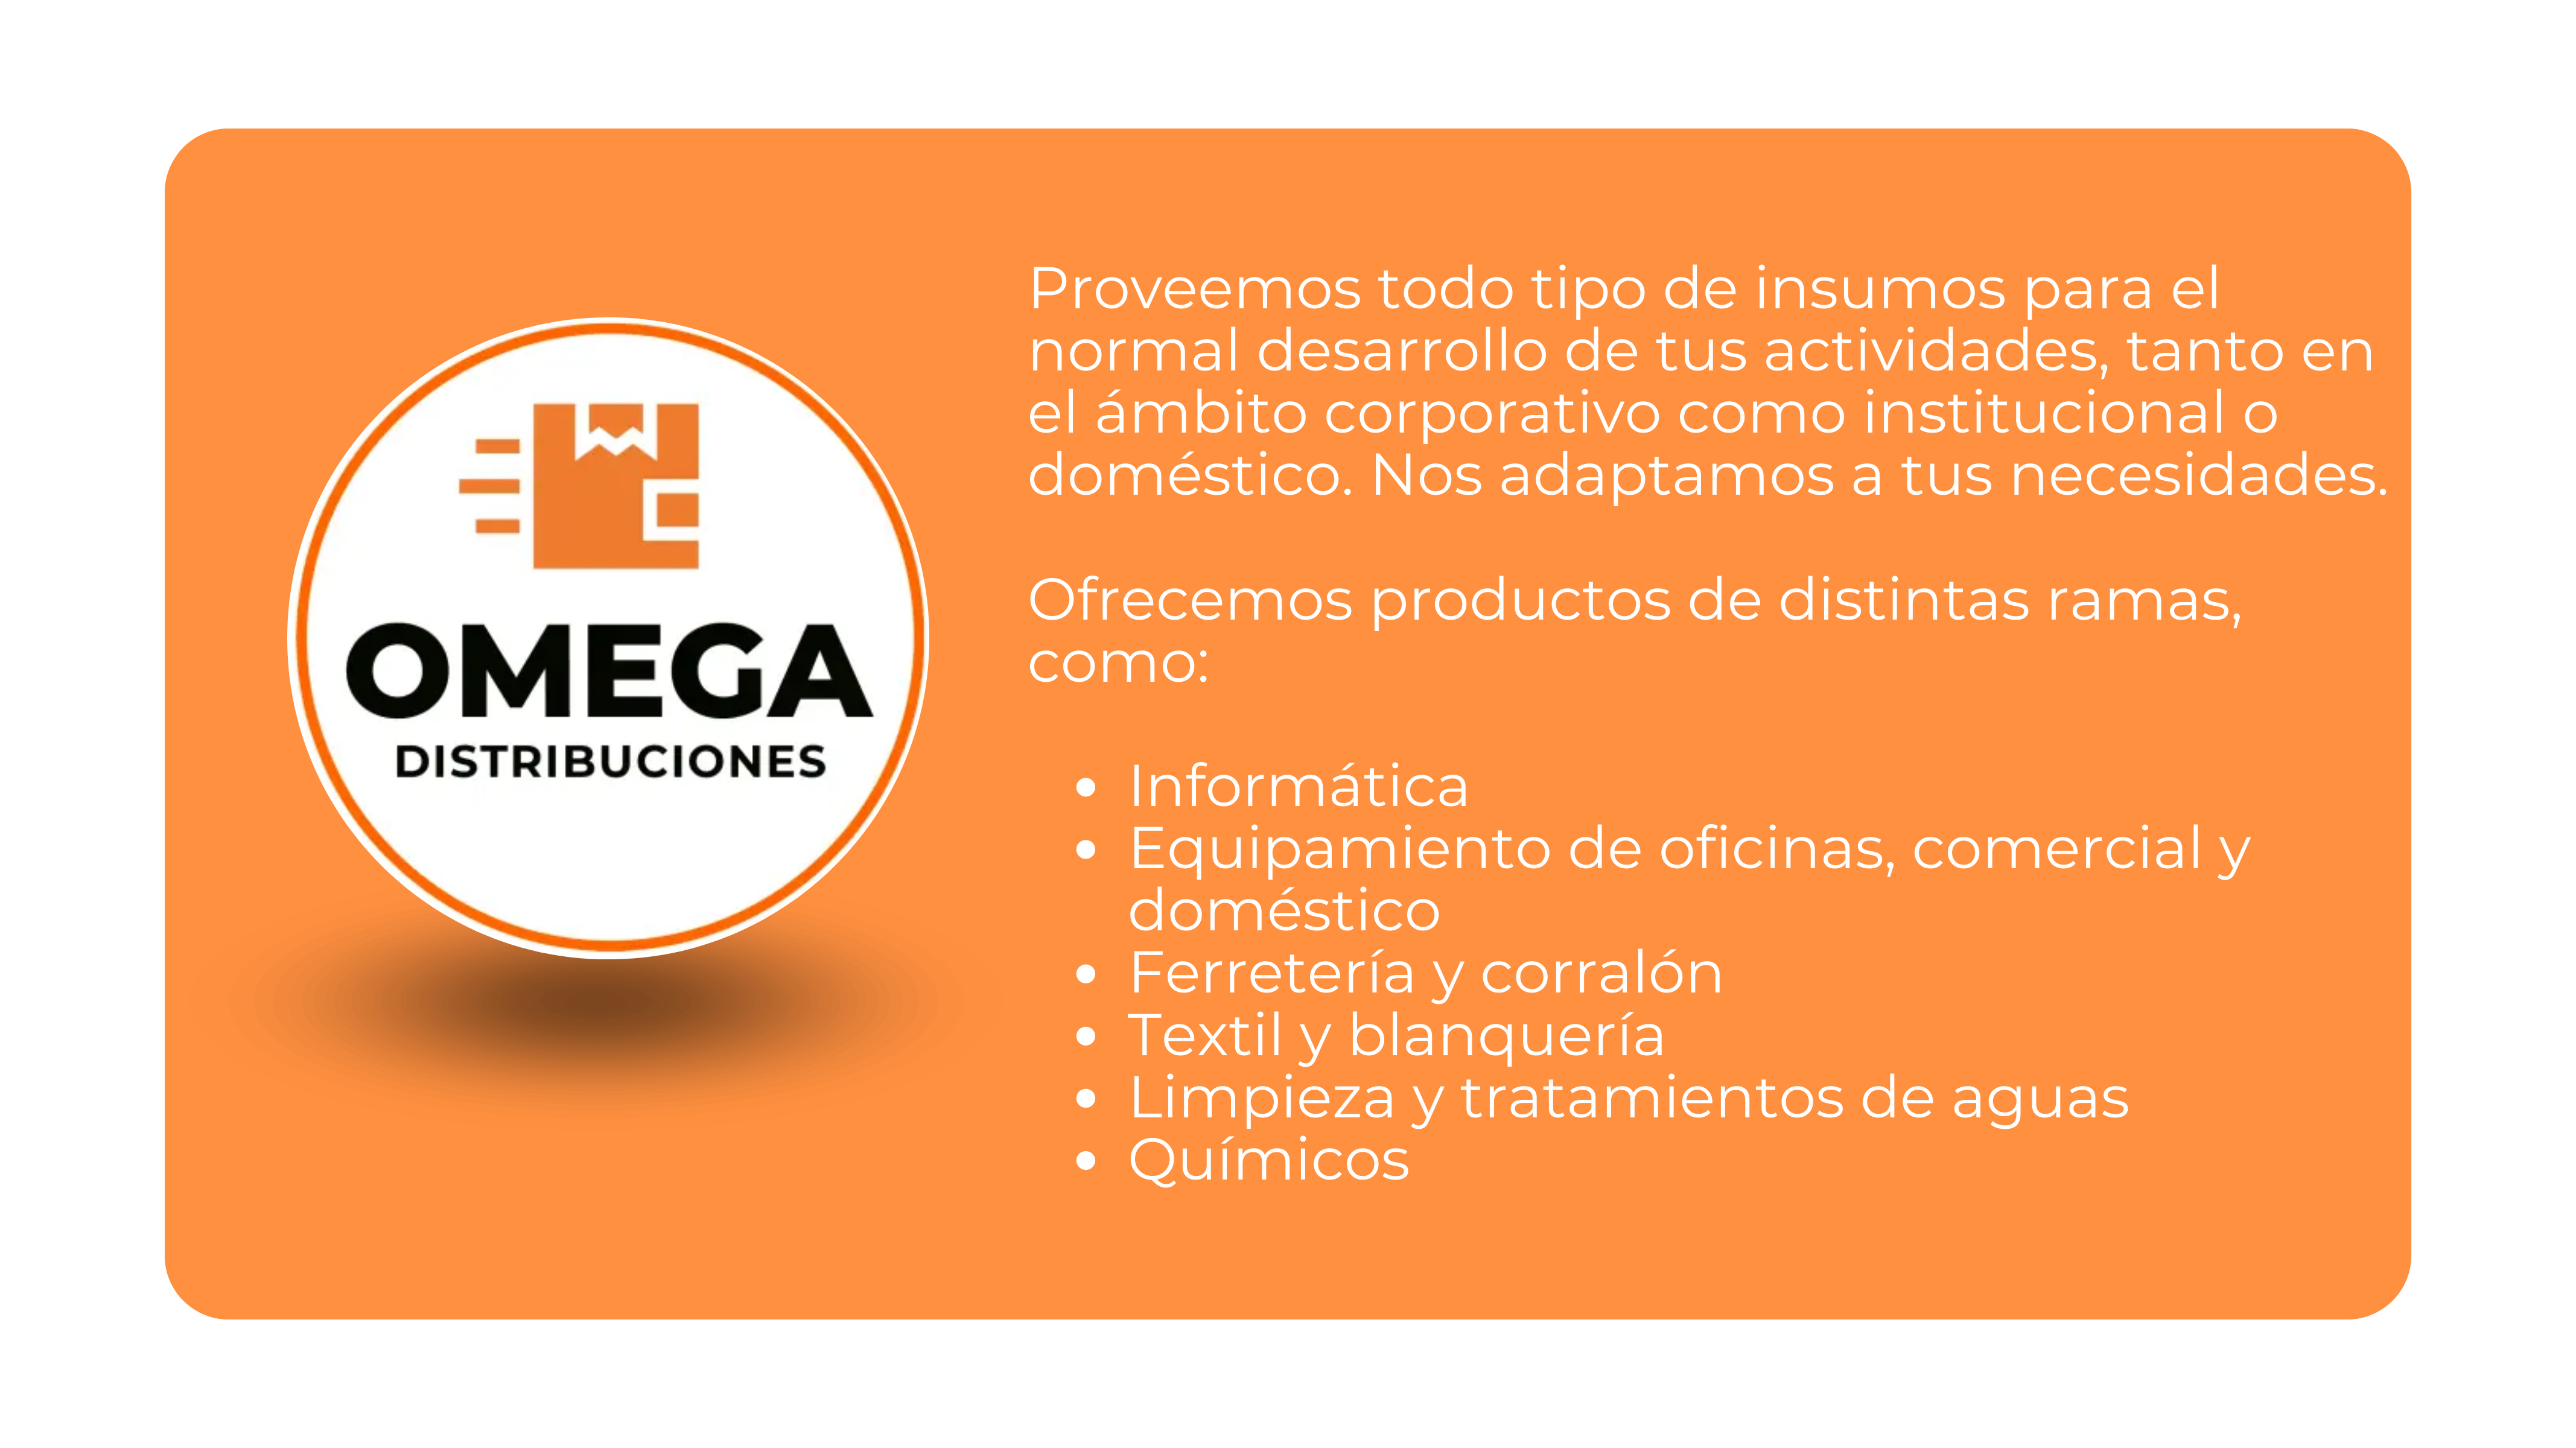 OMEGA
DISTRIBUCIONES
Proveemos todo tipo de insumos para el
normal desarrollo de tus actividades, tanto en
el ámbito corporativo como institucional o
doméstico. Nos adaptamos a tus necesidades.
Ofrecemos productos de distintas ramas,
como:
• Informática
• Equipamiento de oficinas, comercial y
doméstico
• Ferretería y corralón
• Textil y blanquería
• Limpieza y tratamientos de aguas
• Químicos